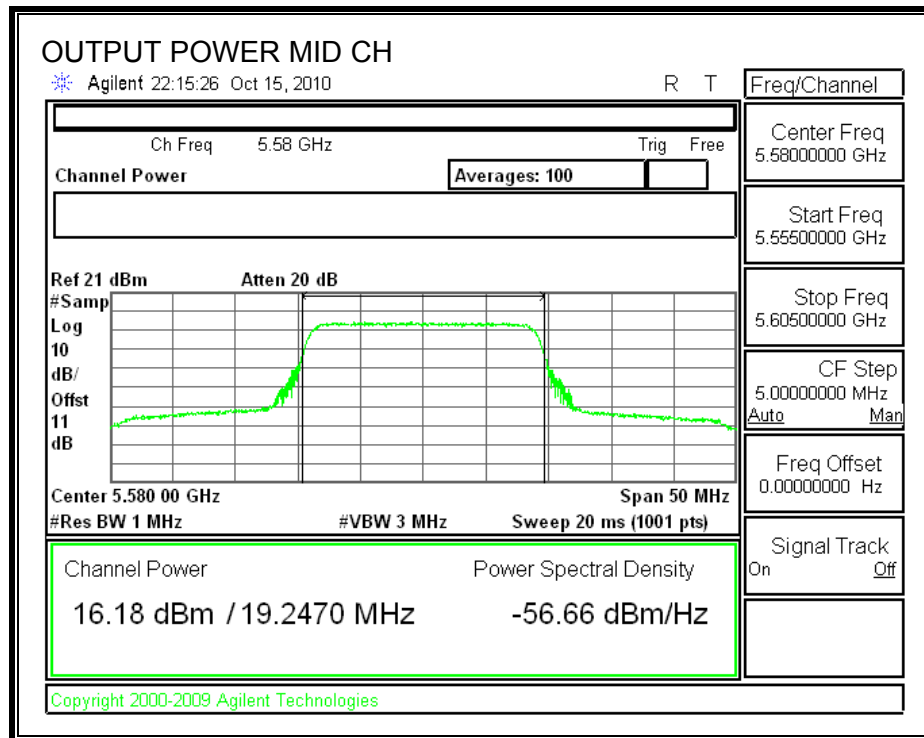 OUTPUT POWER MID CH
Agilent 22:15:26 Oct 15, 2010
R T
Freq/Channel
Ch Freq 5.58 GHz
Trig Free
Channel Power
Averages: 100
Center Freq
5.58000000 GHz
Start Freq
5.55500000 GHz
Stop Freq
5.60500000 GHz
CF Step
5.00000000 MHz
Auto Man
Freq Offset
0.00000000 Hz
Signal Track
On Off
Ref 21 dBm
Atten 20 dB
#Samp
Log
10
dB/
Offst
11
dB
Center 5.580 00 GHz
Span 50 MHz
#Res BW 1 MHz
#VBW 3 MHz
Sweep 20 ms (1001 pts)
Channel Power
Power Spectral Density
16.18 dBm / 19.2470 MHz
-56.66 dBm/Hz
Copyright 2000-2009 Agilent Technologies